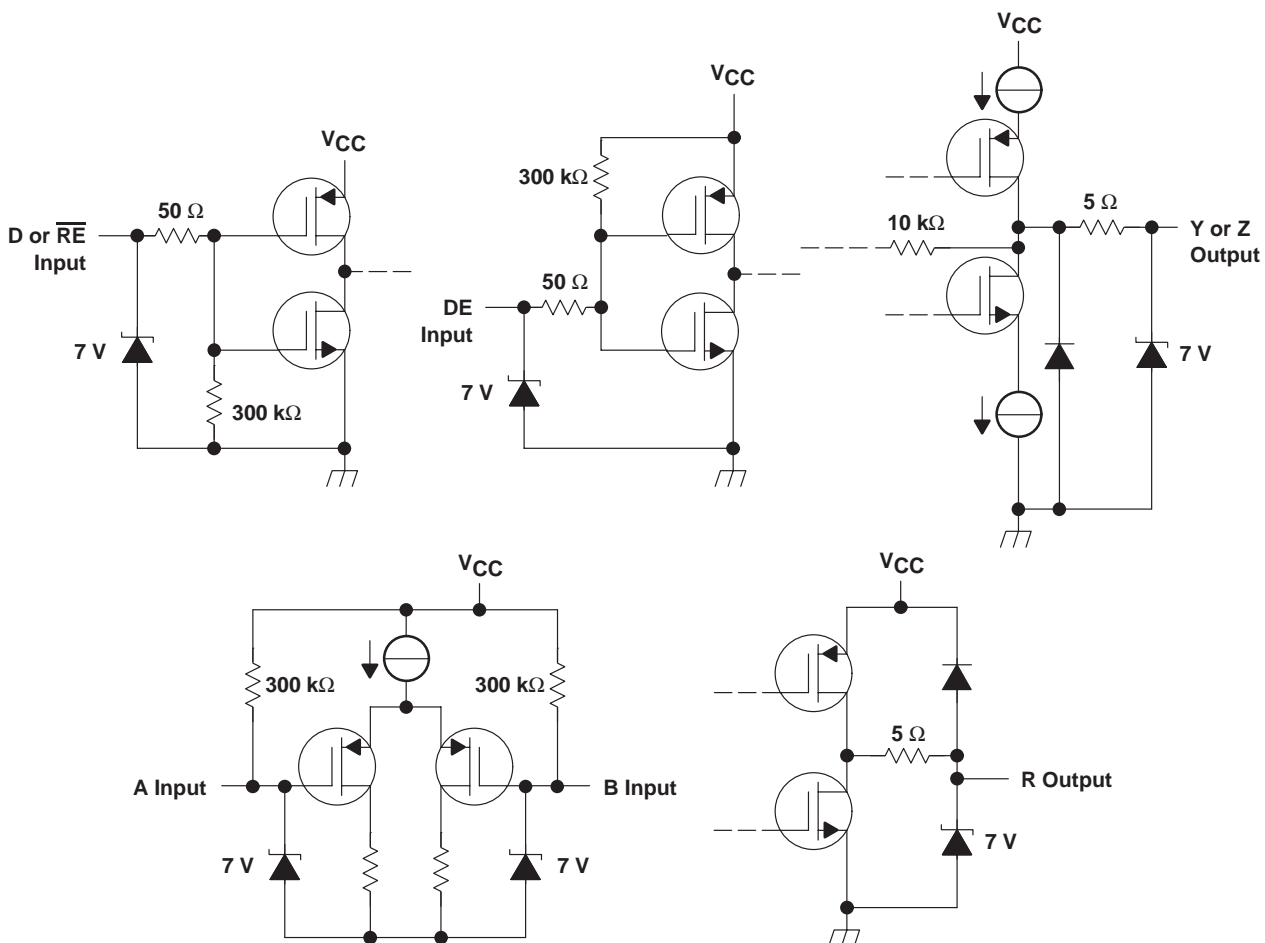 VCC
50 Ω
D or R̅E̅
Input
7 V
300 kΩ
VCC
300 kΩ
50 Ω
DE
Input
7 V
VCC
10 kΩ
5 Ω
Y or Z
Output
7 V
VCC
300 kΩ
300 kΩ
A Input
B Input
7 V
7 V
VCC
5 Ω
R Output
7 V